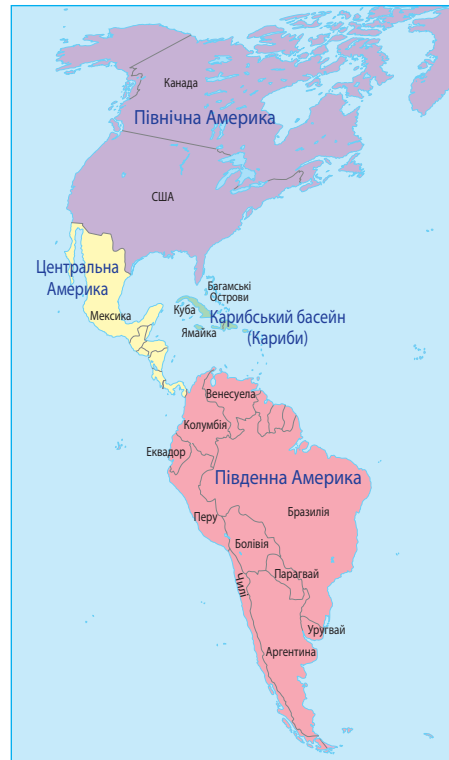 Канада
Північна Америка
США
Центральна
Америка
Мексика
Багамські
Острови
Куба
Ямайка
Карибський басейн
(Кариби)
Венесуела
Колумбія
Еквадор
Південна Америка
Перу
Бразилія
Болівія
Парагвай
Чилі
Уругвай
Аргентина